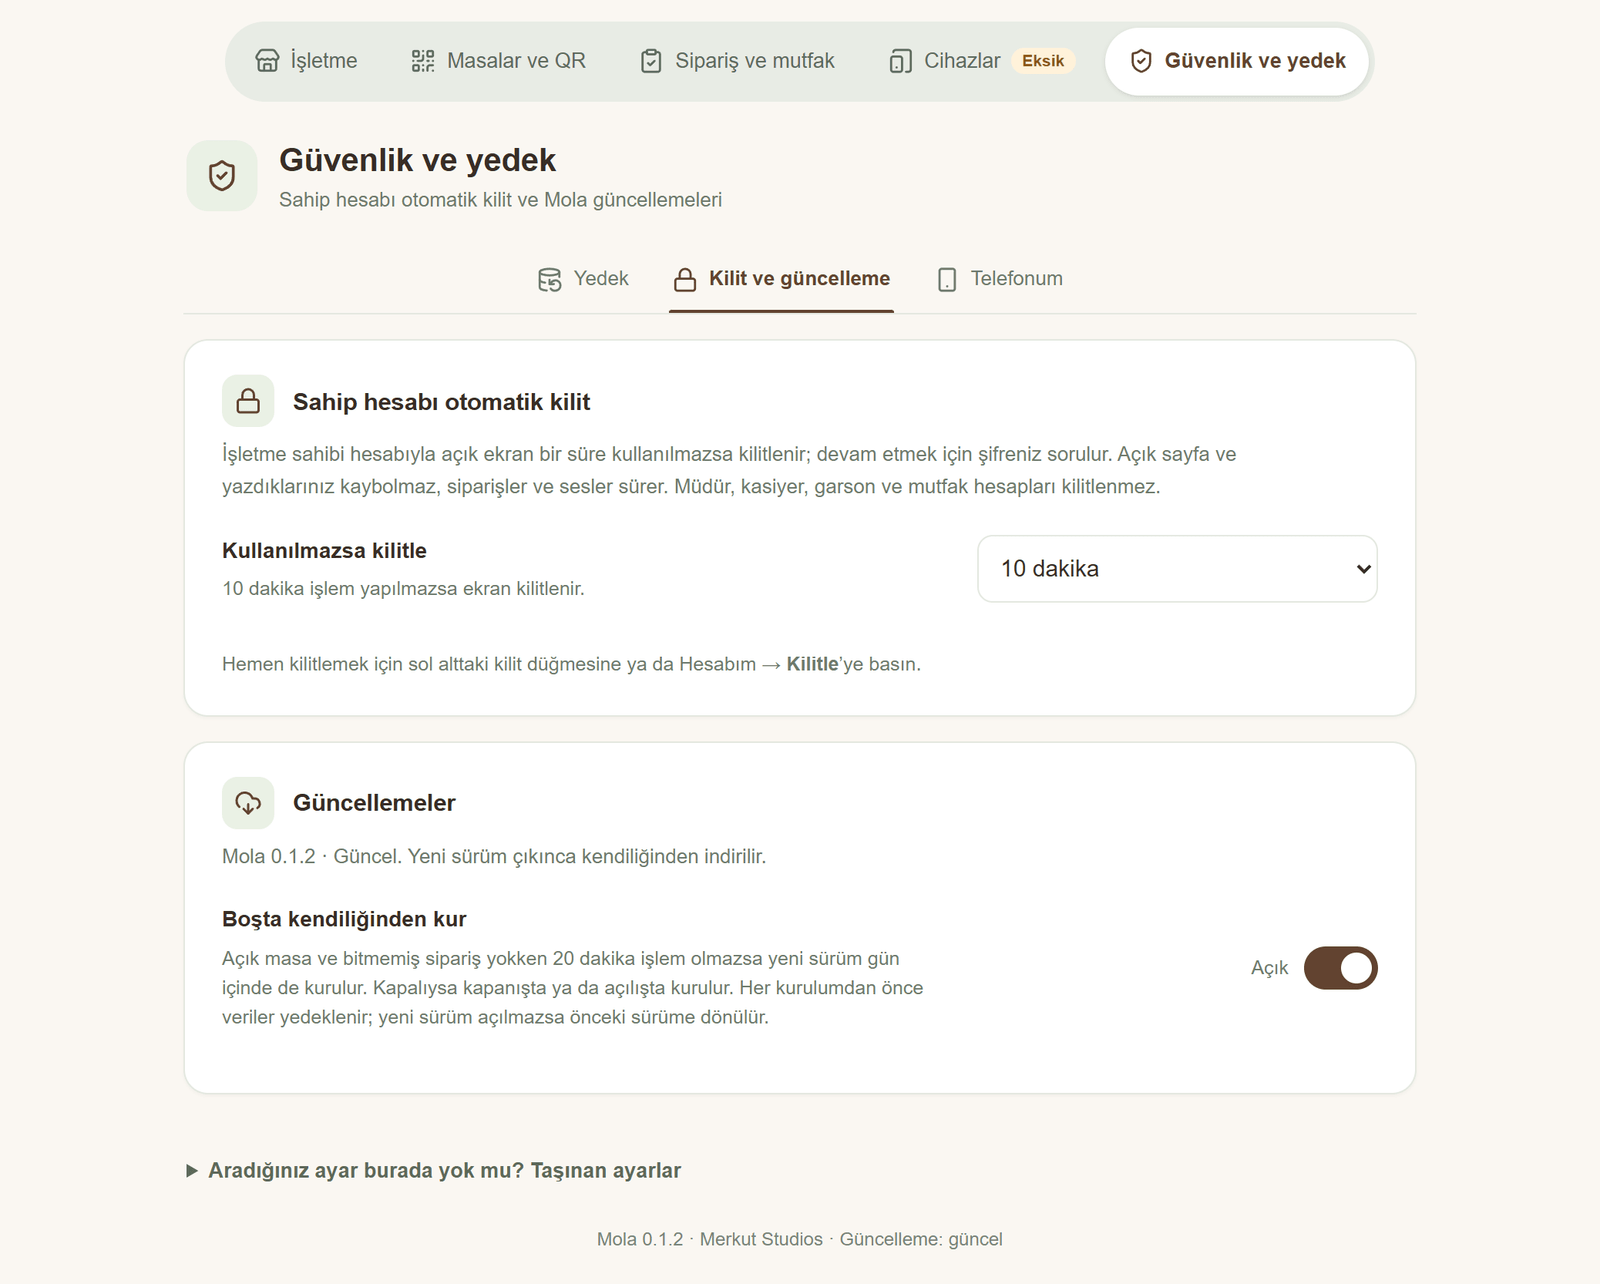 İşletme
Masalar ve QR
Sipariş ve mutfak
Cihazlar
Eksik
Güvenlik ve yedek
Güvenlik ve yedek
Sahip hesabı otomatik kilit ve Mola güncellemeleri
Yedek
Kilit ve güncelleme
Telefonum
Sahip hesabı otomatik kilit
İşletme sahibi hesabıyla açık ekran bir süre kullanılmazsa kilitlenir; devam etmek için şifreniz sorulur. Açık sayfa ve
yazdıklarınız kaybolmaz, siparişler ve sesler sürer. Müdür, kasiyer, garson ve mutfak hesapları kilitlenmez.
Kullanılmazsa kilitle
10 dakika işlem yapılmazsa ekran kilitlenir.
10 dakika
Hemen kilitlemek için sol alttaki kilit düğmesine ya da Hesabım → Kilitle’ye basın.
Güncellemeler
Mola 0.1.2 · Güncel. Yeni sürüm çıkınca kendiliğinden indirilir.
Boşta kendiliğinden kur
Açık masa ve bitmemiş sipariş yokken 20 dakika işlem olmazsa yeni sürüm gün
içinde de kurulur. Kapalıysa kapanışta ya da açılışta kurulur. Her kurulumdan önce
veriler yedeklenir; yeni sürüm açılmazsa önceki sürüme dönülür.
Açık
Aradığınız ayar burada yok mu? Taşınan ayarlar
Mola 0.1.2 · Merkut Studios · Güncelleme: güncel